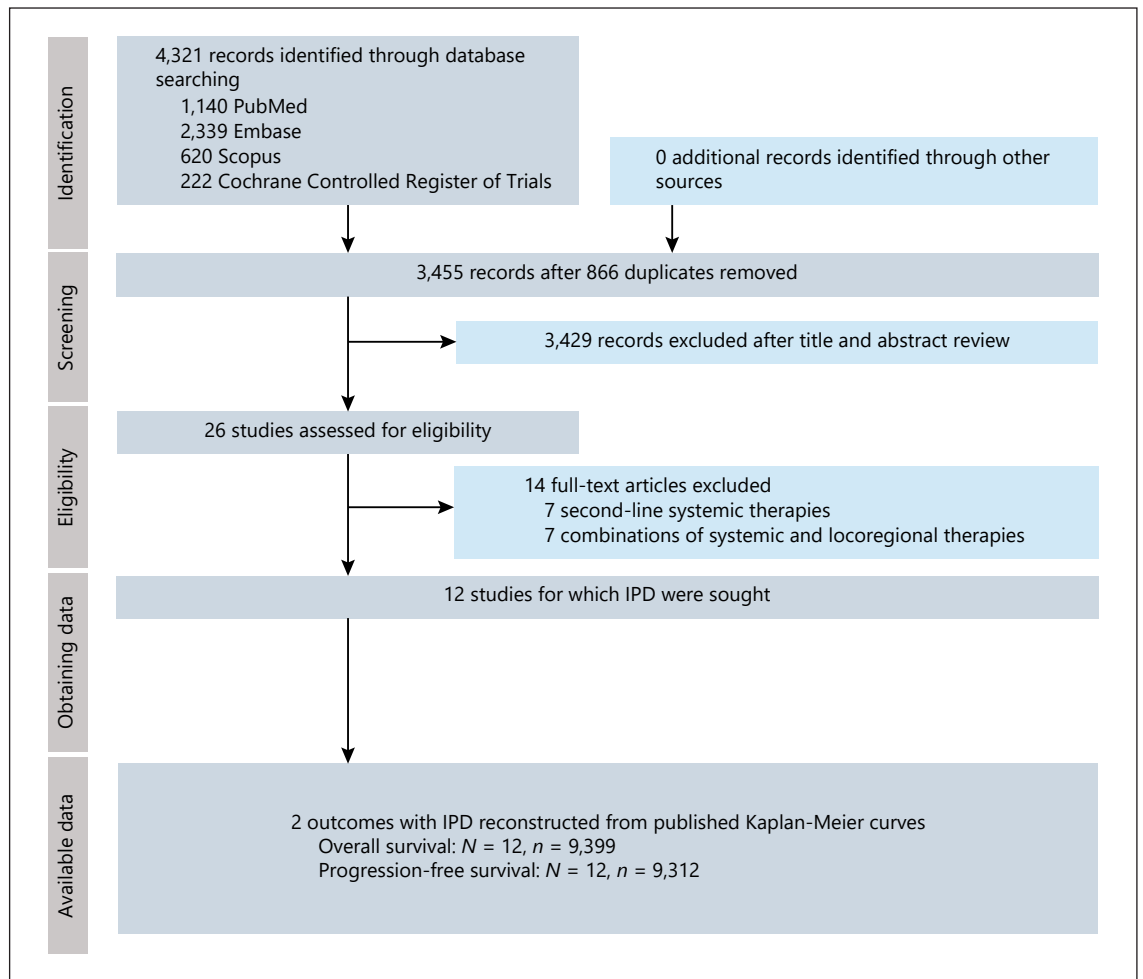 Identification
4,321 records identified through database
searching
1,140 PubMed
2,339 Embase
620 Scopus
222 Cochrane Controlled Register of Trials
0 additional records identified through other
sources
Screening
3,455 records after 866 duplicates removed
3,429 records excluded after title and abstract review
Eligibility
26 studies assessed for eligibility
14 full-text articles excluded
7 second-line systemic therapies
7 combinations of systemic and locoregional therapies
Obtaining data
12 studies for which IPD were sought
Available data
2 outcomes with IPD reconstructed from published Kaplan-Meier curves
Overall survival: N = 12, n = 9,399
Progression-free survival: N = 12, n = 9,312